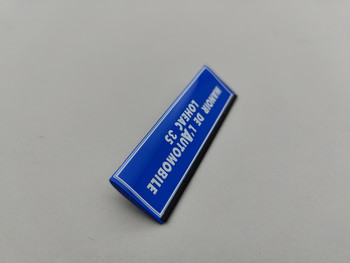 MANOIR DE L'AUTOMOBILE
LOHEAC 35